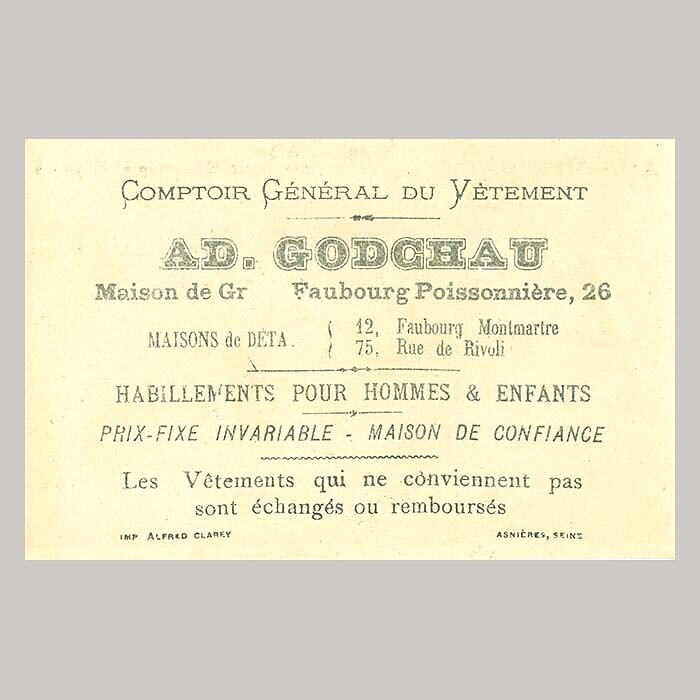 COMPTOIR GÉNÉRAL DU VÊTEMENT
AD. GODCHAU
Maison de Gr Faubourg Poissonnière, 26
MAISONS de DÉTA
12, Faubourg Montmartre
75, Rue de Rivoli
HABILLEMENTS POUR HOMMES & ENFANTS
PRIX-FIXE INVARIABLE - MAISON DE CONFIANCE
Les Vêtements qui ne conviennent pas
sont échangés ou remboursés
IMP ALFRED CLAREY
ASNIÈRES, SEINE